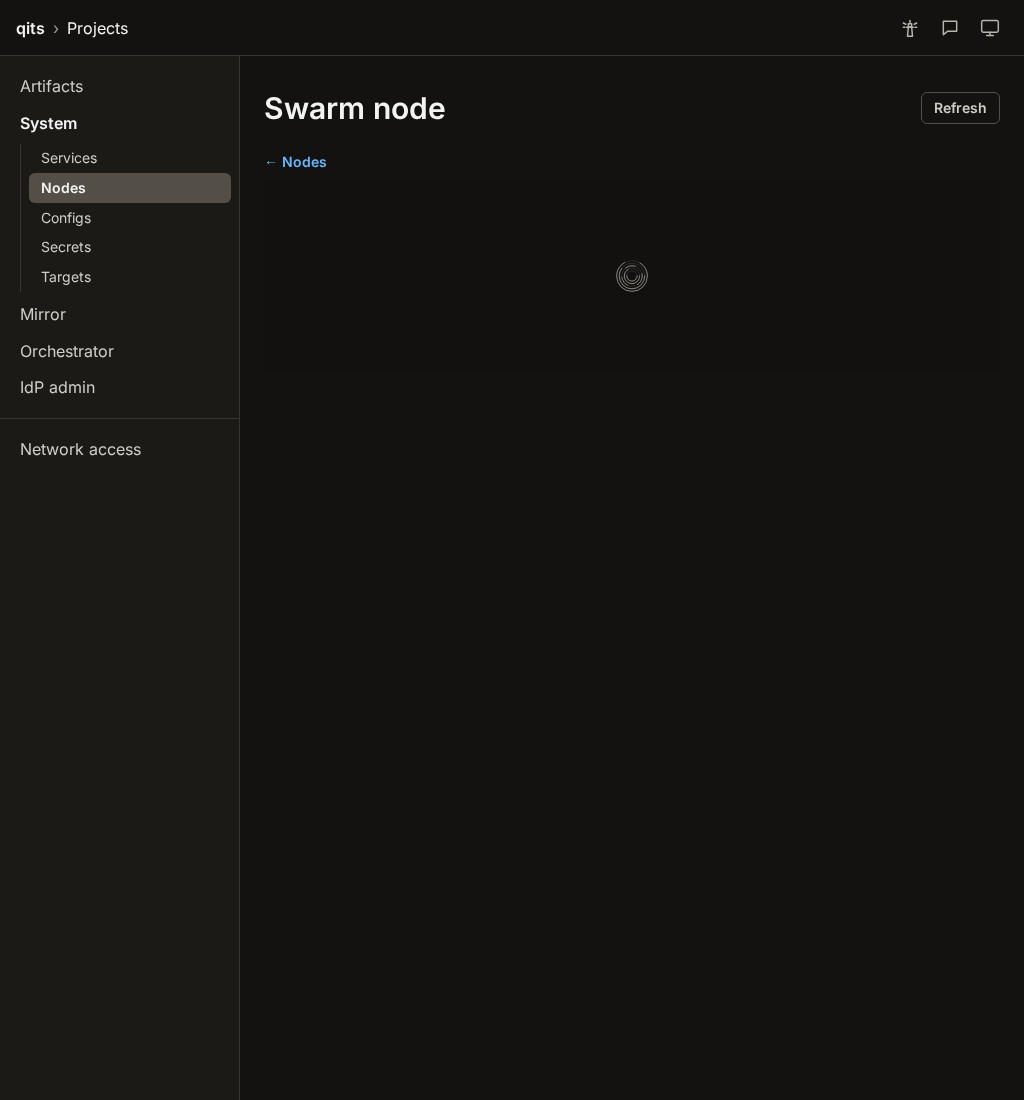 qits › Projects
Artifacts
System
Services
Nodes
Configs
Secrets
Targets
Mirror
Orchestrator
IdP admin
Network access
Swarm node
Refresh
← Nodes